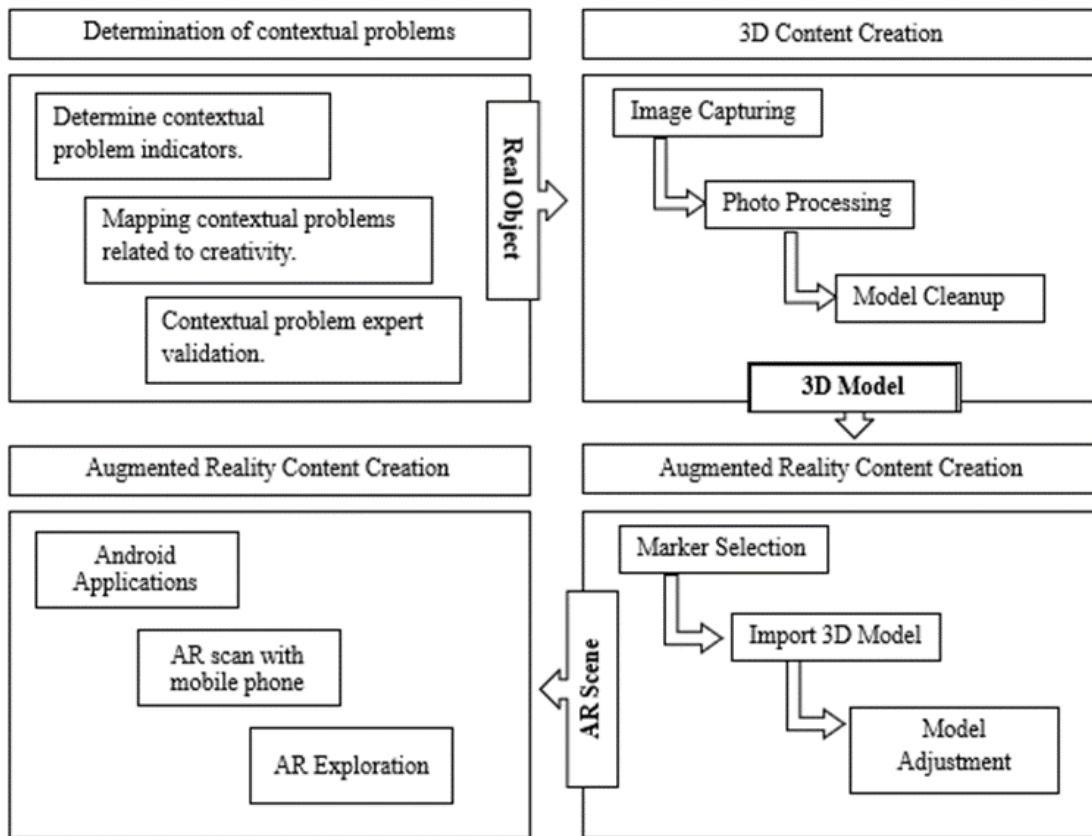 Determination of contextual problems
Determine contextual
problem indicators.
Mapping contextual problems
related to creativity.
Contextual problem expert
validation.
Real Object
3D Content Creation
Image Capturing
Photo Processing
Model Cleanup
3D Model
Augmented Reality Content Creation
Marker Selection
Import 3D Model
Model
Adjustment
AR Scene
Augmented Reality Content Creation
Android
Applications
AR scan with
mobile phone
AR Exploration